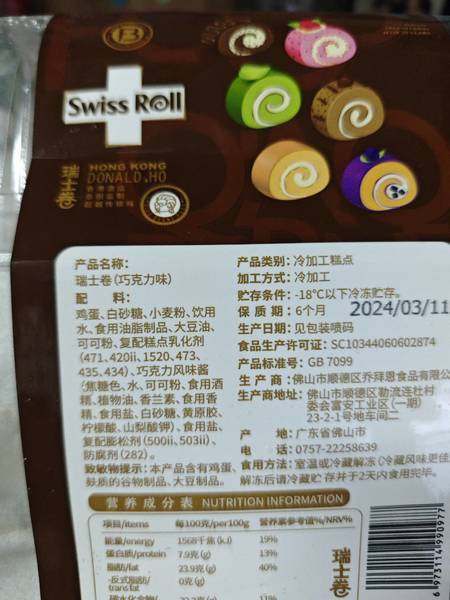 B
Swiss Roll
瑞士卷
HONG KONG
DONALD.HO
产品名称:
瑞士卷(巧克力味)
配 料:
鸡蛋、白砂糖、小麦粉、饮用
水、食用油脂制品、大豆油、
可可粉、复配糕点乳化剂
(471、420ii、1520、473、
435、434)、巧克力风味酱
(焦糖色、水、可可粉、食用酒
精、植物油、香兰素、食用香
精、食用盐、白砂糖、黄原胶、
柠檬酸、山梨酸钾)、食用盐、
复配膨松剂(500ii、503ii)、
防腐剂(282)。
致敏物提示:本产品含有鸡蛋、
麸质的谷物制品、大豆制品。
产品类别:冷加工糕点
加工方式:冷加工
贮存条件:-18°C以下冷冻贮存。
保 质 期:6个月
2024/03/11
生产日期:见包装喷码
食品生产许可证:SC10344060602874
产品标准号:GB 7099
生 产 商:佛山市顺德区乔拜恩食品有限公
生产商地址:佛山市顺德区勒流连杜村
委会富安工业区(一期)
23-2-1号地车间二
产 地:广东省佛山市
电 话:0757-22258639
食用方法:室温或冷藏解冻(冷藏风味更佳
解冻后请冷藏贮存并于2天内食用完毕。
营养成分表 NUTRITION INFORMATION
项目/items 每100克/per100g 营养素参考值%/NRV%
能量/energy 1568千焦(kJ) 19%
蛋白质/protein 7.9克(g) 13%
脂肪/fat 23.9克(g) 40%
-反式脂肪/ 0克(g)
trans fat
碳水化合物/ 11%
瑞士卷
6973114990977